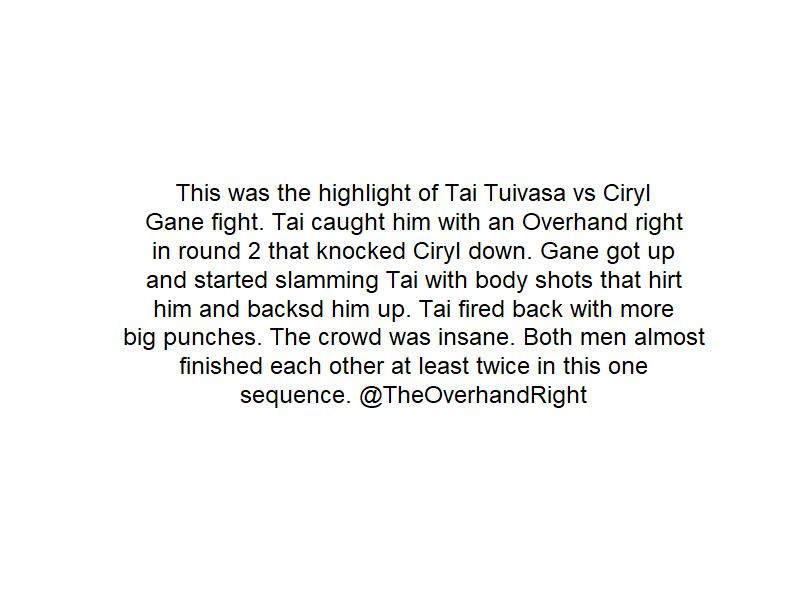 This was the highlight of Tai Tuivasa vs Ciryl
Gane fight. Tai caught him with an Overhand right
in round 2 that knocked Ciryl down. Gane got up
and started slamming Tai with body shots that hirt
him and backsd him up. Tai fired back with more
big punches. The crowd was insane. Both men almost
finished each other at least twice in this one
sequence. @TheOverhandRight